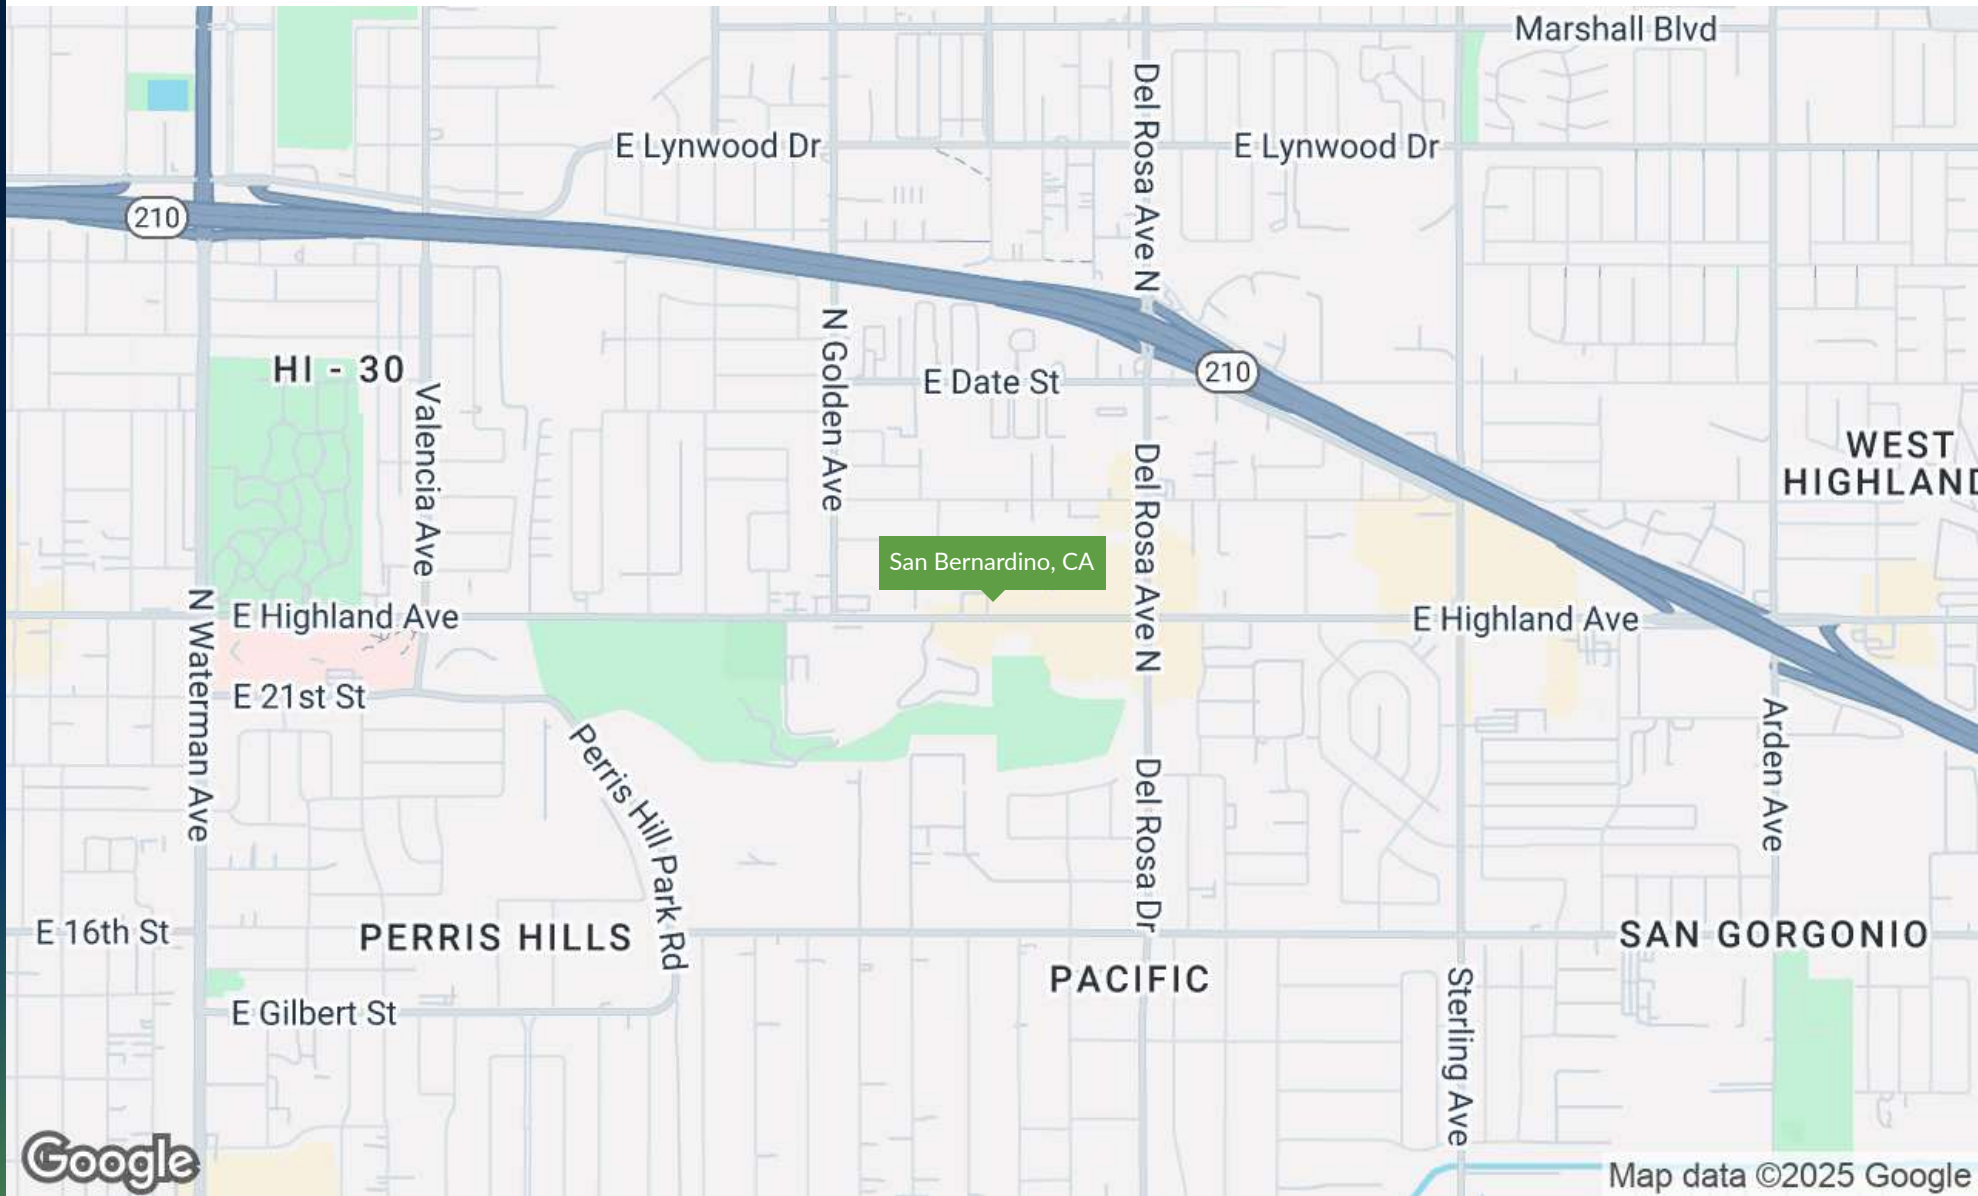 Marshall Blvd
Del Rosa Ave N
E Lynwood Dr
E Lynwood Dr
210
N Golden Ave
HI - 30
Valencia Ave
E Date St
210
WEST
HIGHLAND
Del Rosa Ave N
San Bernardino, CA
N Waterman Ave
E Highland Ave
E Highland Ave
E 21st St
Perris Hill Park Rd
Del Rosa Dr
Arden Ave
E 16th St
PERRIS HILLS
SAN GORGONIO
PACIFIC
Sterling Ave
E Gilbert St
Google
Map data ©2025 Google